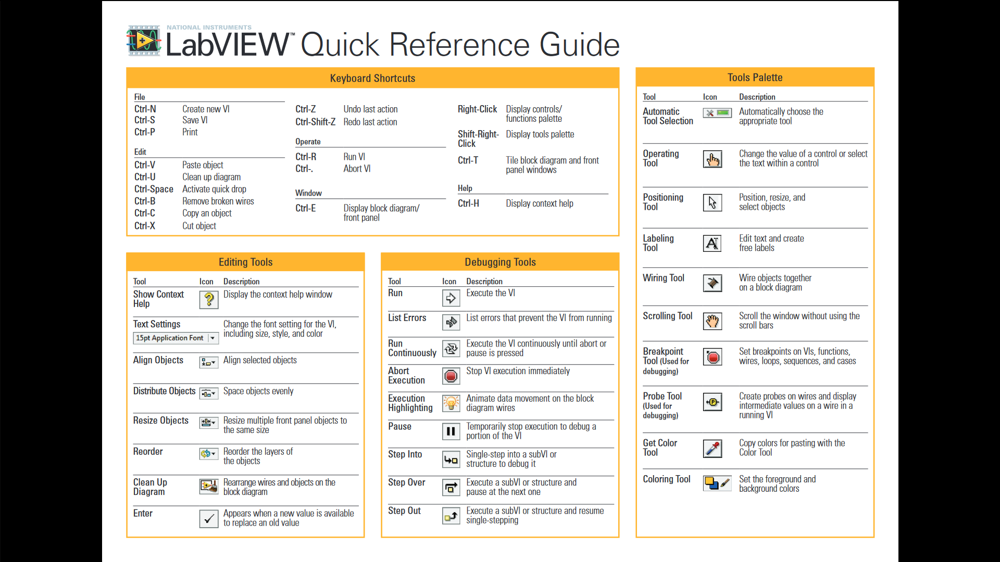 NATIONAL INSTRUMENTS
LabVIEW™ Quick Reference Guide
Keyboard Shortcuts
File
Ctrl-N Create new VI
Ctrl-S Save VI
Ctrl-P Print
Edit
Ctrl-V Paste object
Ctrl-U Clean up diagram
Ctrl-Space Activate quick drop
Ctrl-B Remove broken wires
Ctrl-C Copy an object
Ctrl-X Cut object
Ctrl-Z Undo last action
Ctrl-Shift-Z Redo last action
Operate
Ctrl-R Run VI
Ctrl-. Abort VI
Window
Ctrl-E Display block diagram/
front panel
Right-Click Display controls/
functions palette
Shift-Right- Display tools palette
Click
Ctrl-T Tile block diagram and front
panel windows
Help
Ctrl-H Display context help
Editing Tools
Tool Icon Description
Show Context Display the context help window
Help
Text Settings Change the font setting for the VI,
including size, style, and color
15pt Application Font
Align Objects Align selected objects
Distribute Objects Space objects evenly
Resize Objects Resize multiple front panel objects to
the same size
Reorder Reorder the layers of
the objects
Clean Up Rearrange wires and objects on the
Diagram block diagram
Enter Appears when a new value is available
to replace an old value
Debugging Tools
Tool Icon Description
Run Execute the VI
List Errors List errors that prevent the VI from running
Run Execute the VI continuously until abort or
Continuously pause is pressed
Abort Stop VI execution immediately
Execution
Execution Animate data movement on the block
Highlighting diagram wires
Pause Temporarily stop execution to debug a
portion of the VI
Step Into Single-step into a subVI or
structure to debug it
Step Over Execute a subVI or structure and
pause at the next one
Step Out Execute a subVI or structure and resume
single-stepping
Tools Palette
Tool Icon Description
Automatic Automatically choose the
Tool Selection appropriate tool
Operating Change the value of a control or select
Tool the text within a control
Positioning Position, resize, and
Tool select objects
Labeling A Edit text and create
Tool free labels
Wiring Tool Wire objects together
on a block diagram
Scrolling Tool Scroll the window without using the
scroll bars
Breakpoint Set breakpoints on VIs, functions,
Tool (Used for wires, loops, sequences, and cases
debugging)
Probe Tool P Create probes on wires and display
(Used for intermediate values on a wire in a
debugging) running VI
Get Color Copy colors for pasting with the
Tool Color Tool
Coloring Tool Set the foreground and
background colors